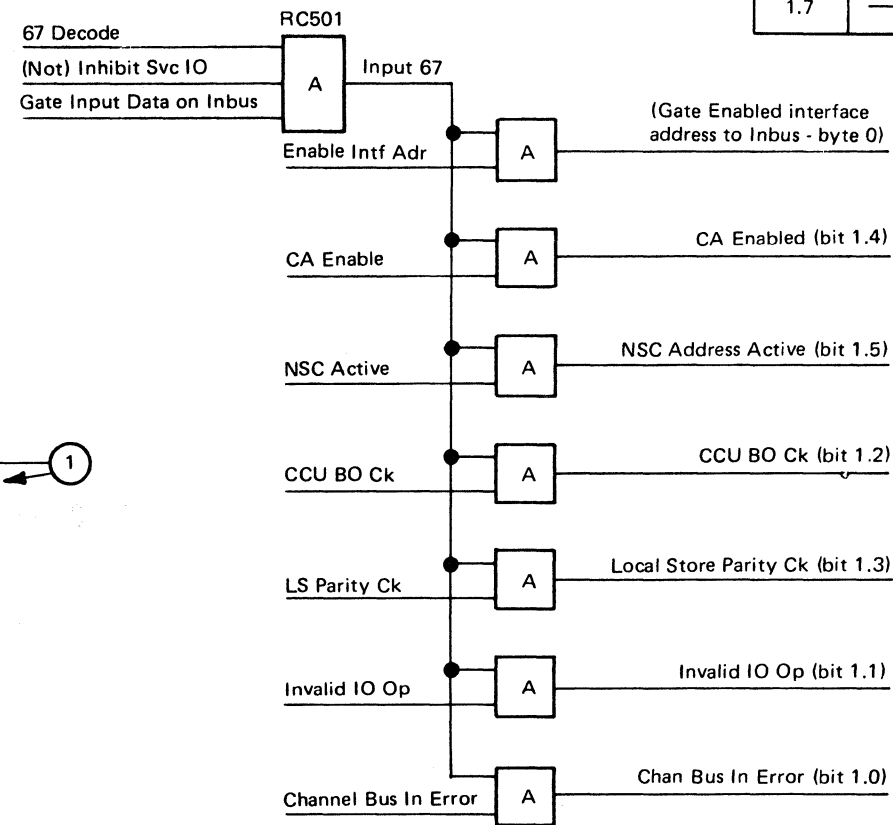 RC501
1.7
67 Decode
(Not) Inhibit Svc IO
Gate Input Data on Inbus
A
Input 67
(Gate Enabled interface
address to Inbus - byte 0)
Enable Intf Adr
A
CA Enabled (bit 1.4)
CA Enable
A
NSC Address Active (bit 1.5)
NSC Active
A
1
CCU BO Ck (bit 1.2)
CCU BO Ck
A
Local Store Parity Ck (bit 1.3)
LS Parity Ck
A
Invalid IO Op (bit 1.1)
Invalid IO Op
A
Chan Bus In Error (bit 1.0)
Channel Bus In Error
A